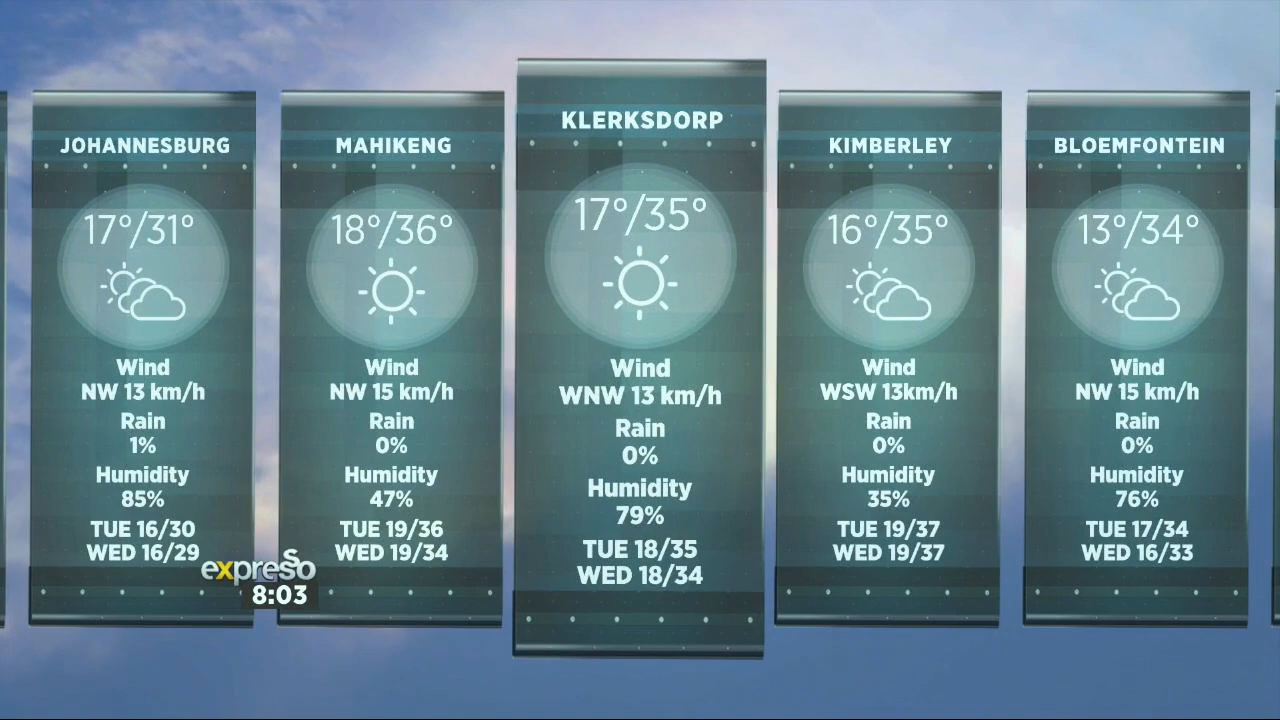 JOHANNESBURG
17°/31°
Wind
NW 13 km/h
Rain
1%
Humidity
85%
TUE 16/30
WED 16/29
MAHIKENG
18°/36°
Wind
NW 15 km/h
Rain
0%
Humidity
47%
TUE 19/36
WED 19/34
KLERKSDORP
17°/35°
Wind
WNW 13 km/h
Rain
0%
Humidity
79%
TUE 18/35
WED 18/34
KIMBERLEY
16°/35°
Wind
WSW 13km/h
Rain
0%
Humidity
35%
TUE 19/37
WED 19/37
BLOEMFONTEIN
13°/34°
Wind
NW 15 km/h
Rain
0%
Humidity
76%
TUE 17/34
WED 16/33
expresso
8:03